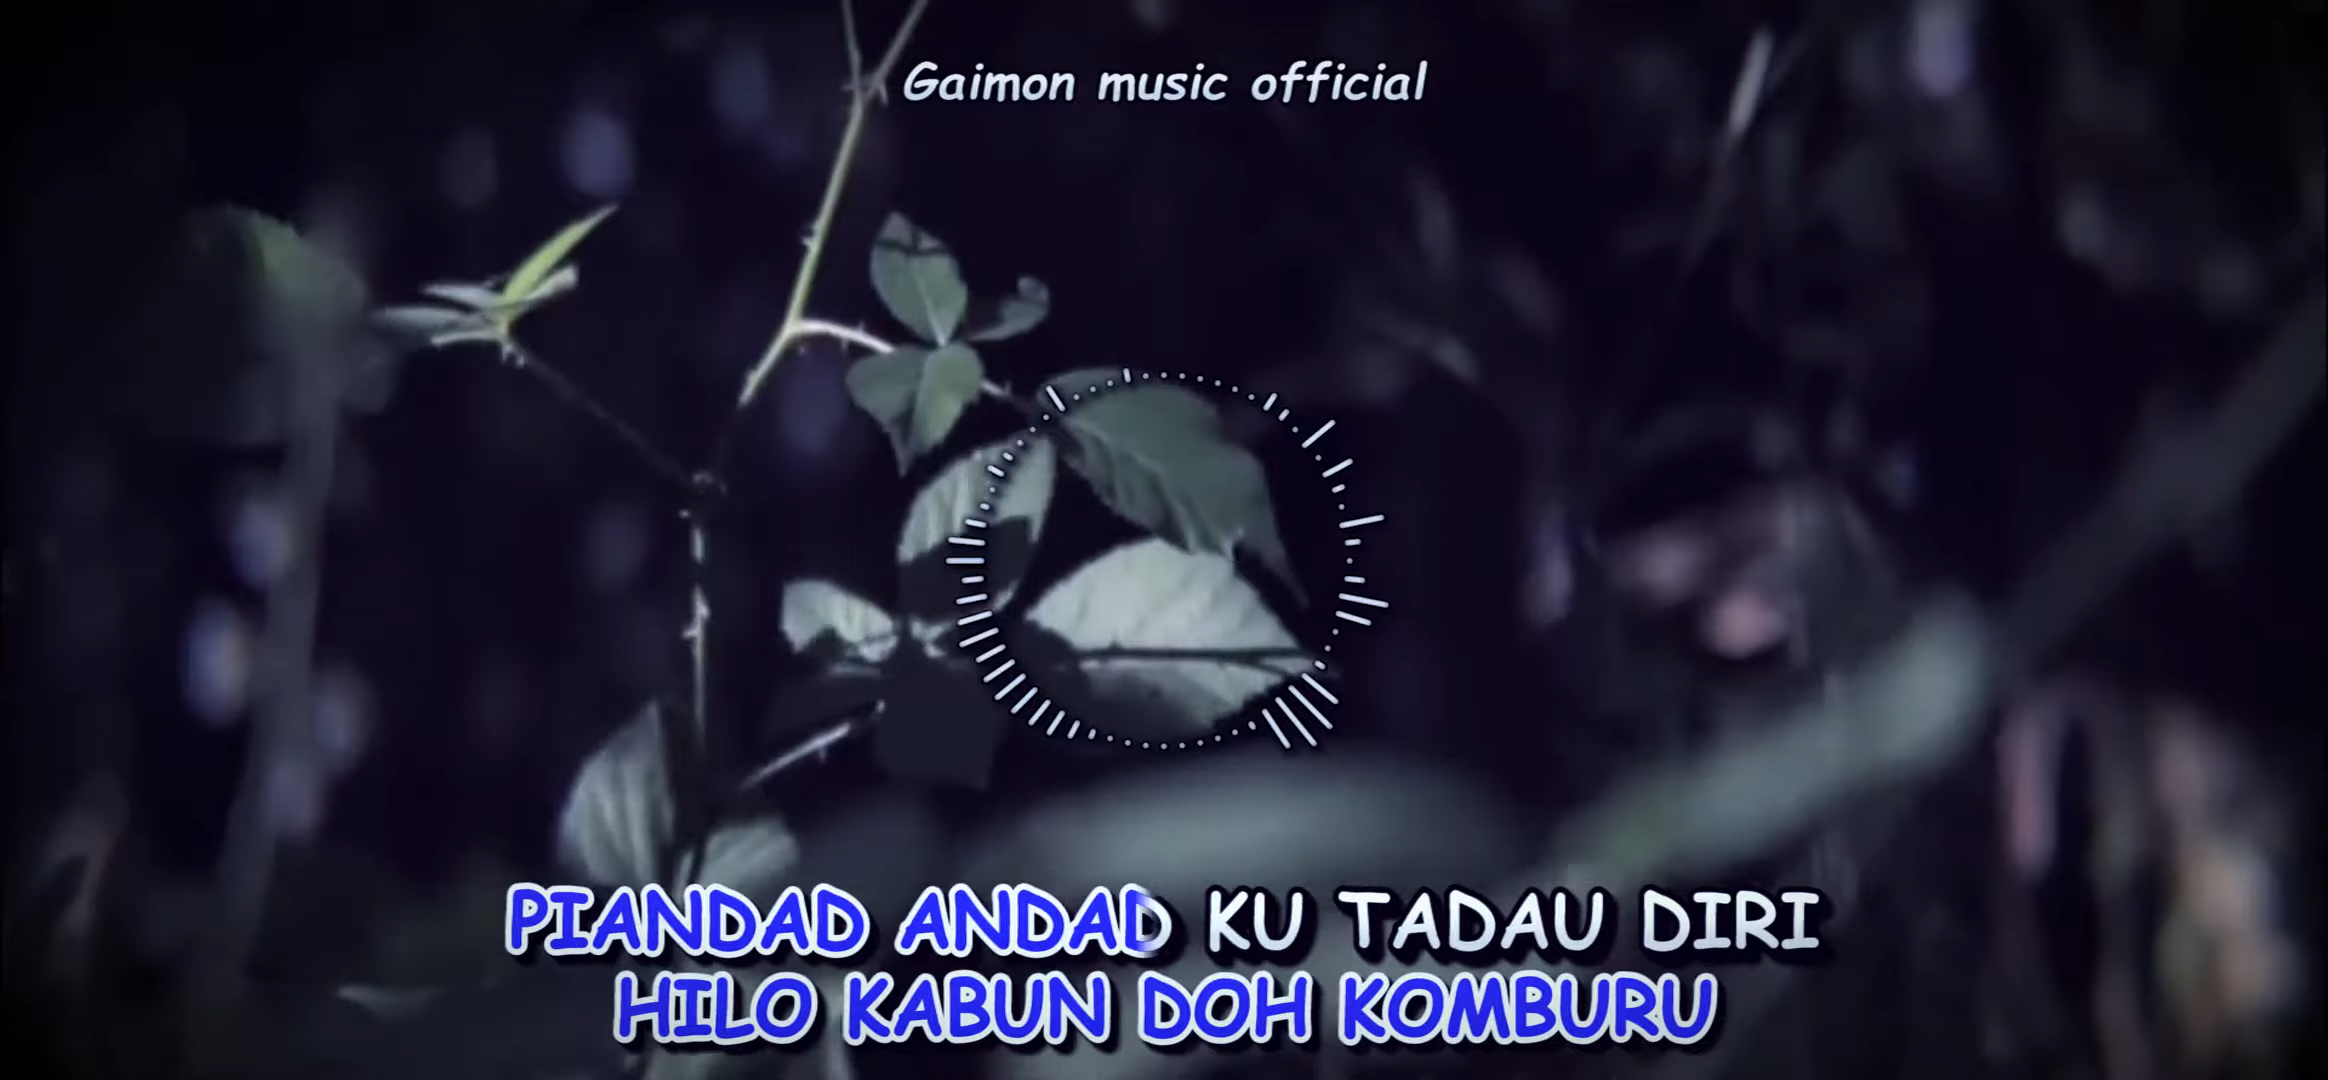 Gaimon music official
PIANDAD ANDAD KU TADAU DIRI
HILO KABUN DOH KOMBURU